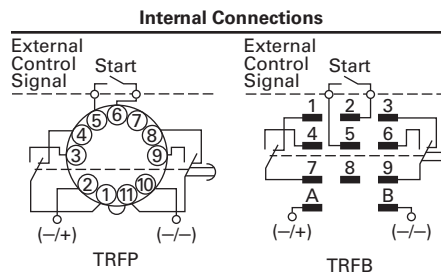 Internal Connections
External Control Signal
Start
5 6 7
4 8
3 9
2 10
1 11
(–/+) (–/–)
TRFP
External Control Signal
Start
1 2 3
4 5 6
7 8 9
A B
(–/+) (–/–)
TRFB